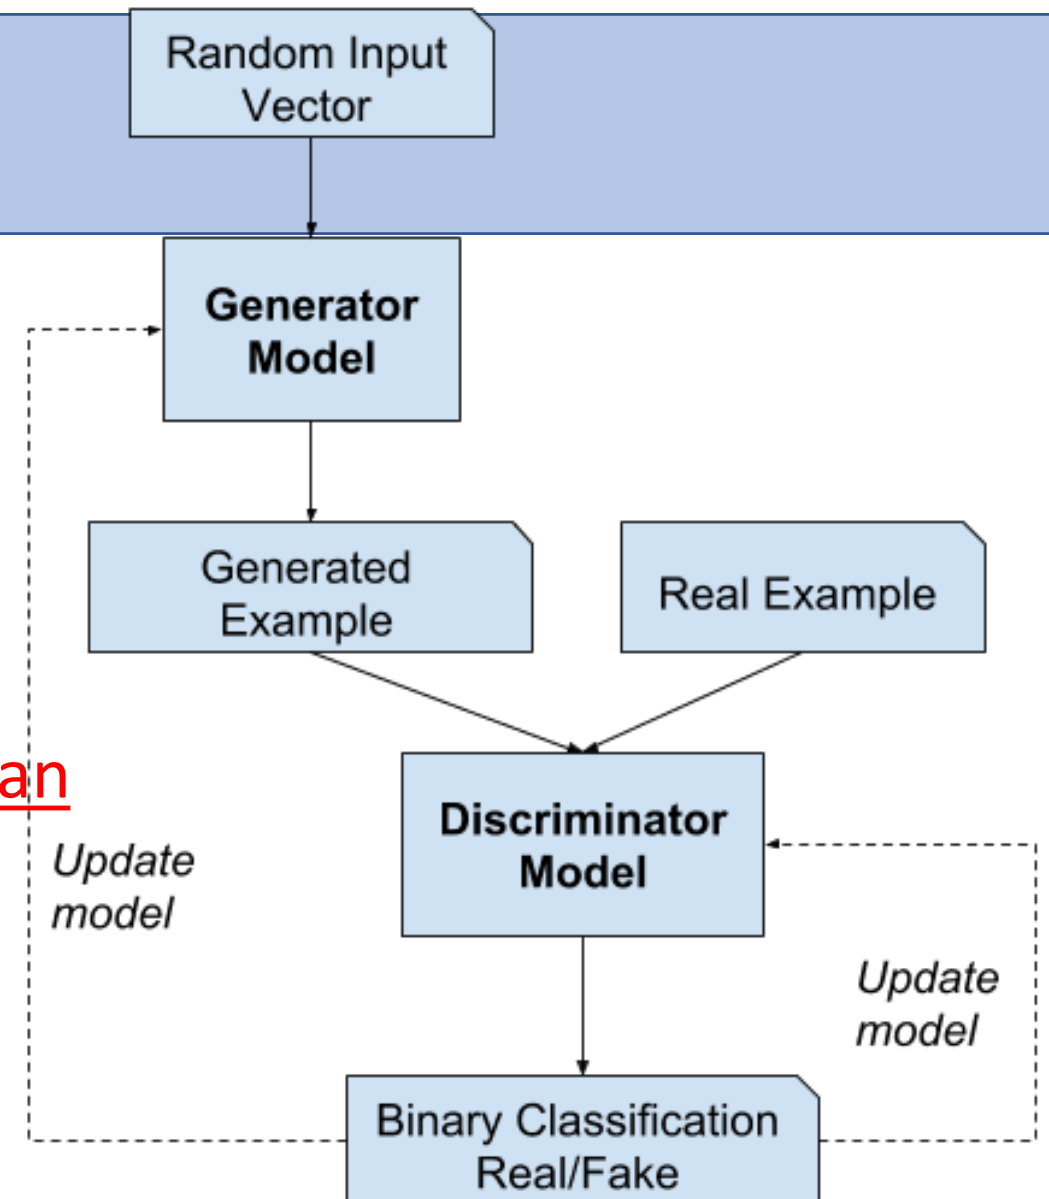 Random Input
Vector
Generator
Model
Generated
Example
Real Example
an
Discriminator
Model
Update
model
Update
model
Binary Classification
Real/Fake